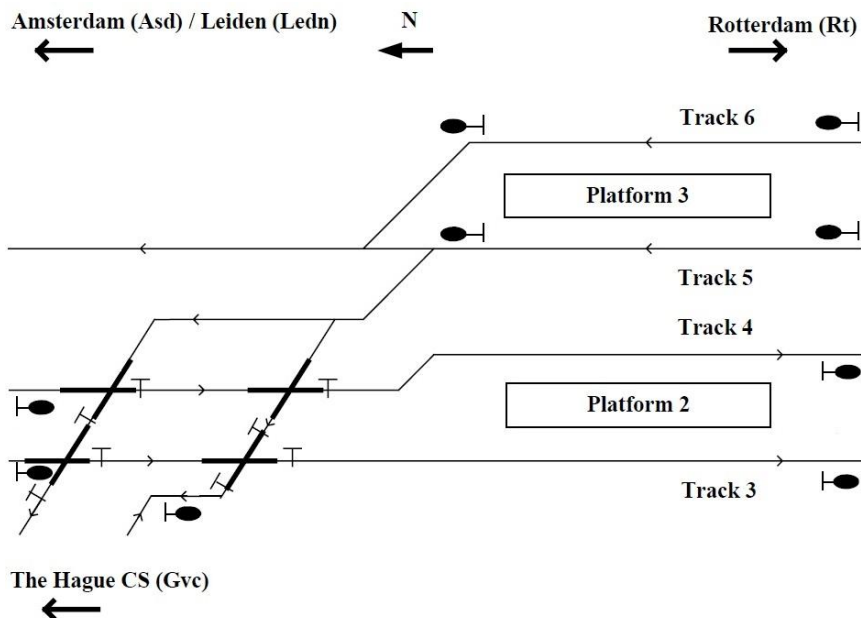 Amsterdam (Asd) / Leiden (Ledn)
N
Rotterdam (Rt)
Track 6
Platform 3
Track 5
Track 4
Platform 2
Track 3
The Hague CS (Gvc)